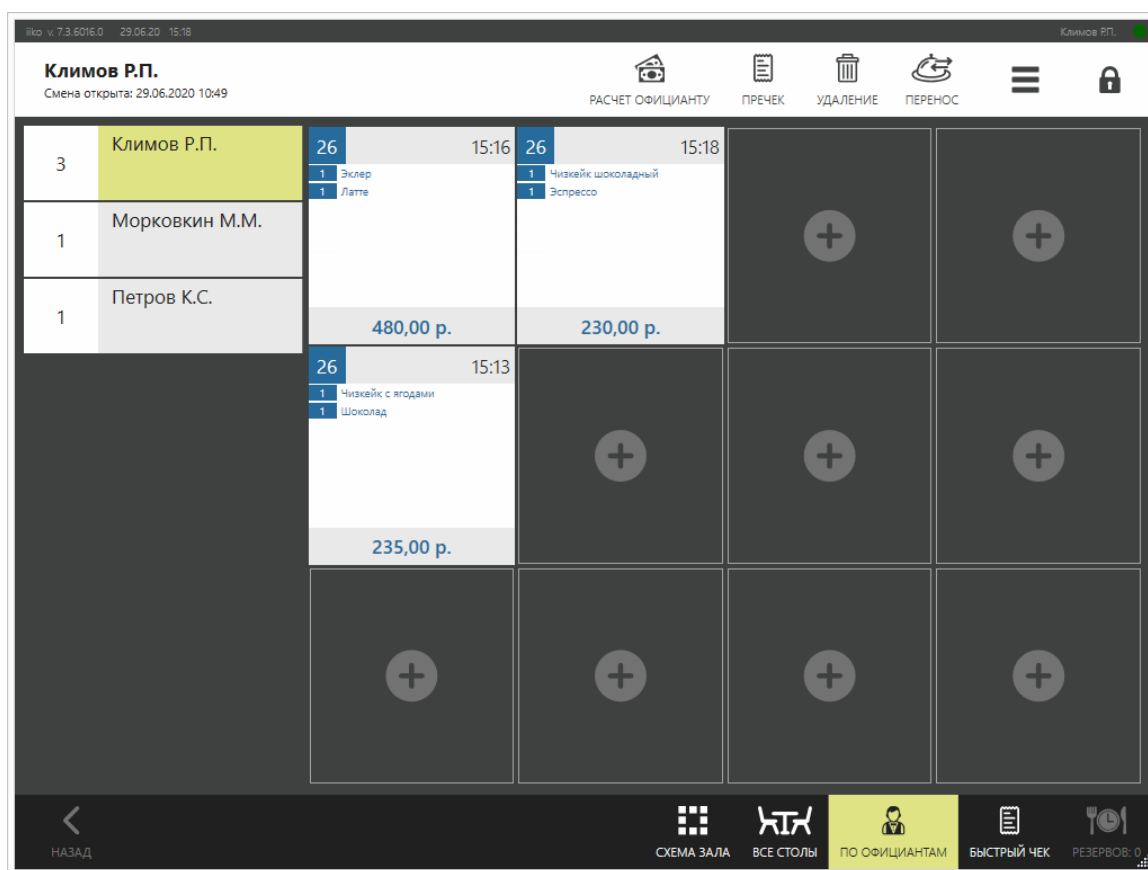 iiko v. 7.3.6016.0 29.06.20 15:18 Климов Р.П.
Климов Р.П.
Смена открыта: 29.06.2020 10:49
РАСЧЕТ ОФИЦИАНТУ ПРЕЧЕК УДАЛЕНИЕ ПЕРЕНОС
3 Климов Р.П.
1 Морковкин М.М.
1 Петров К.С.
26 15:16
1 Эклер
1 Латте
480,00 р.
26 15:18
1 Чизкейк шоколадный
1 Эспрессо
230,00 р.
26 15:13
1 Чизкейк с ягодами
1 Шоколад
235,00 р.
НАЗАД СХЕМА ЗАЛА ВСЕ СТОЛЫ ПО ОФИЦИАНТАМ БЫСТРЫЙ ЧЕК РЕЗЕРВОВ: 0